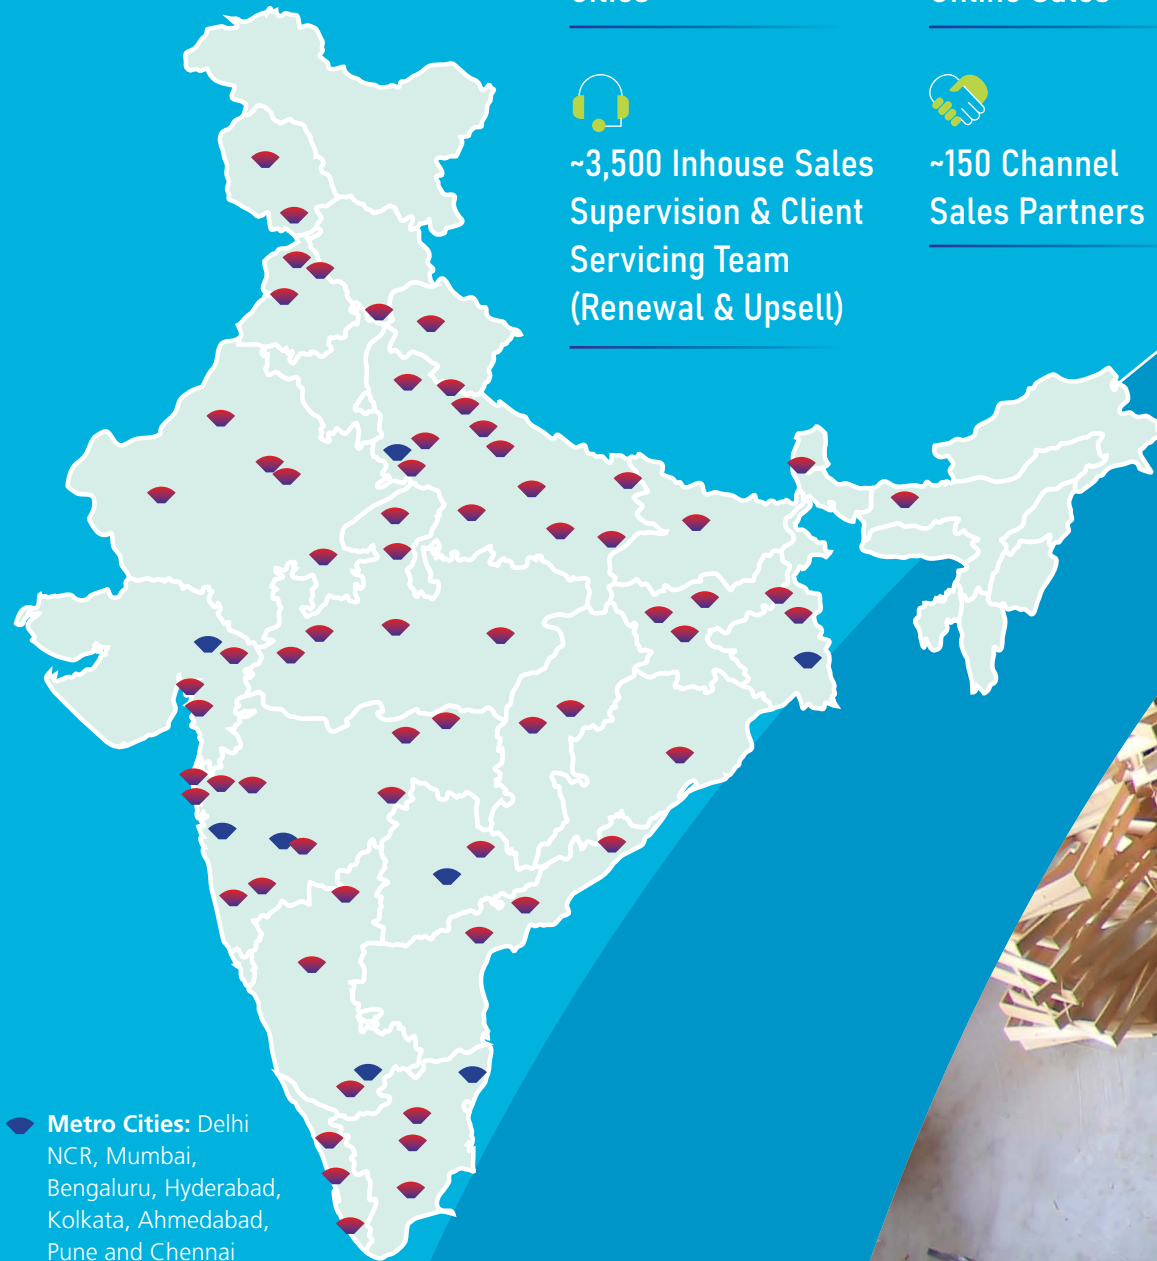 ~3,500 Inhouse Sales
Supervision & Client
Servicing Team
(Renewal & Upsell)
~150 Channel
Sales Partners
Metro Cities: Delhi
NCR, Mumbai,
Bengaluru, Hyderabad,
Kolkata, Ahmedabad,
Pune and Chennai